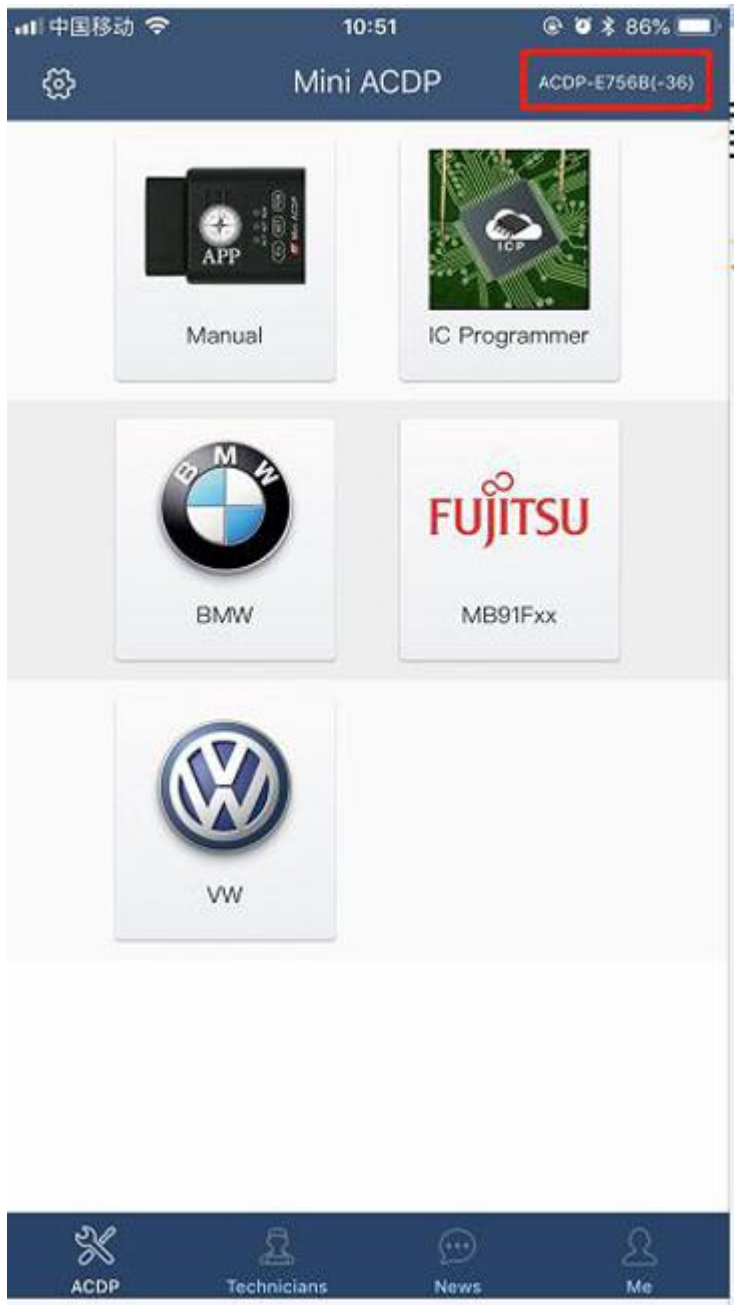 中国移动 10:51 86%
Mini ACDP ACDP-E756B(-36)
APP
ICP
Manual IC Programmer
BMW
FUJITSU
BMW MB91Fxx
VW
ACDP Technicians News Me